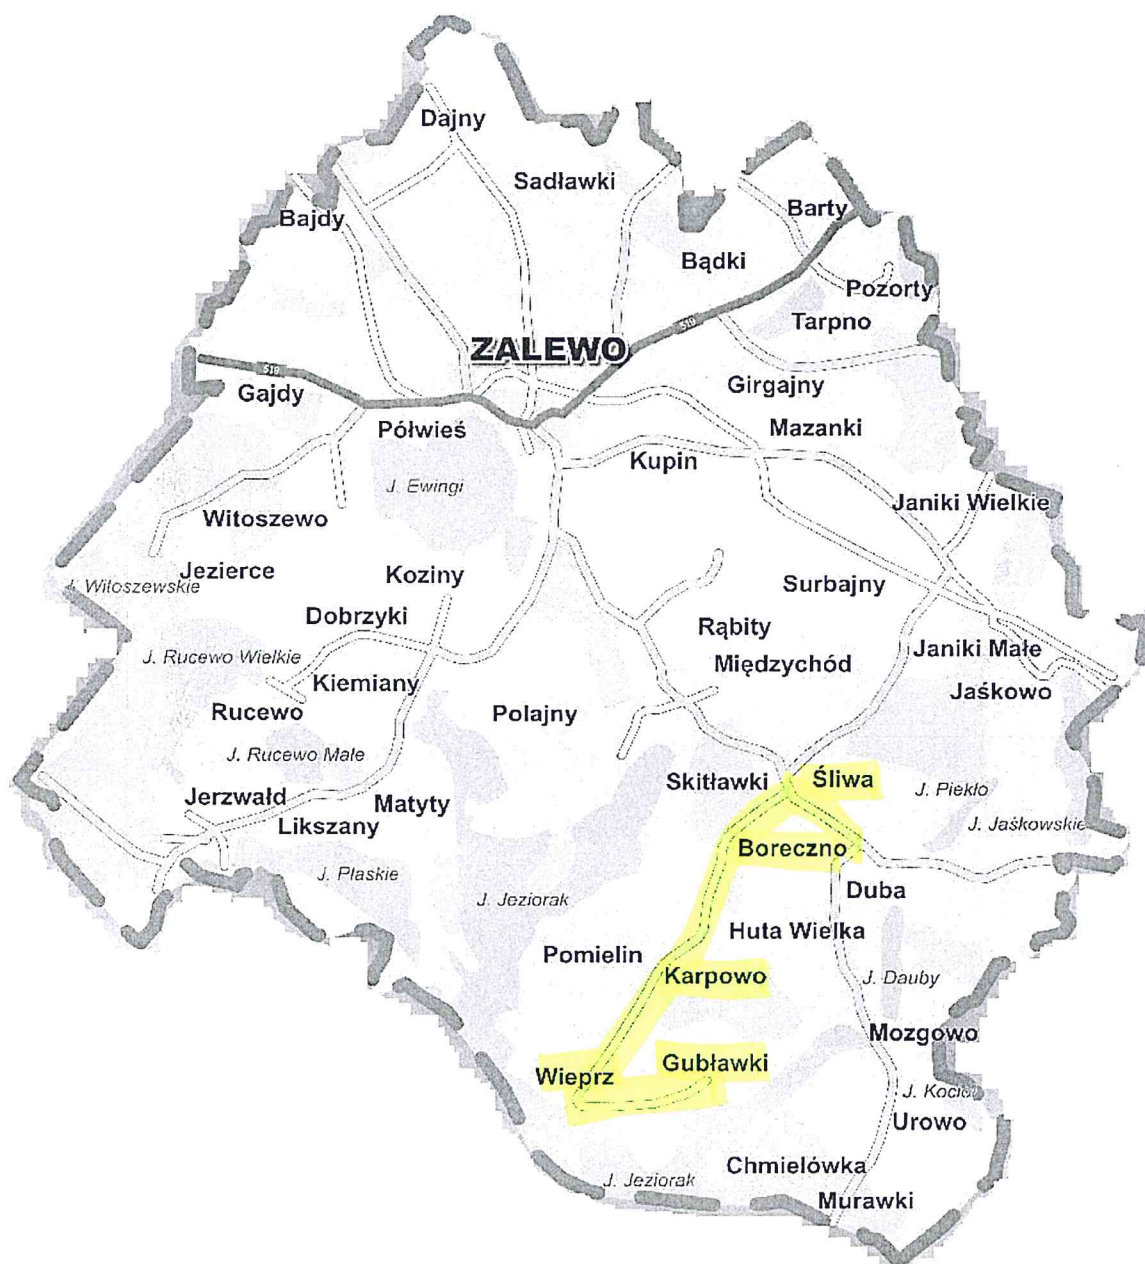 Dajny
Sadławki
Barty
Bajdy
Bądki
Pozorty
Tarpno
519
ZALEWO
519
Gajdy
Girgajny
Półwieś
Mazanki
Kupin
J. Ewingi
Janiki Wielkie
Witoszewo
Jezierce
Koziny
J. Witoszewskie
Surbajny
Dobrzyki
Rąbity
J. Rucewo Wielkie
Janiki Małe
Międzychód
Kiemiany
Jaśkowo
Rucewo
Polajny
J. Rucewo Małe
Skitławki
Śliwa
J. Piekło
Jerzwałd
Matyty
Likszany
J. Jaśkowskie
Boreczno
J. Płaskie
Duba
J. Jeziorak
Huta Wielka
Pomielin
Karpowo
J. Dauby
Mozgowo
Wieprz
Gubławki
J. Kocioł
Urowo
Chmielówka
J. Jeziorak
Murawki